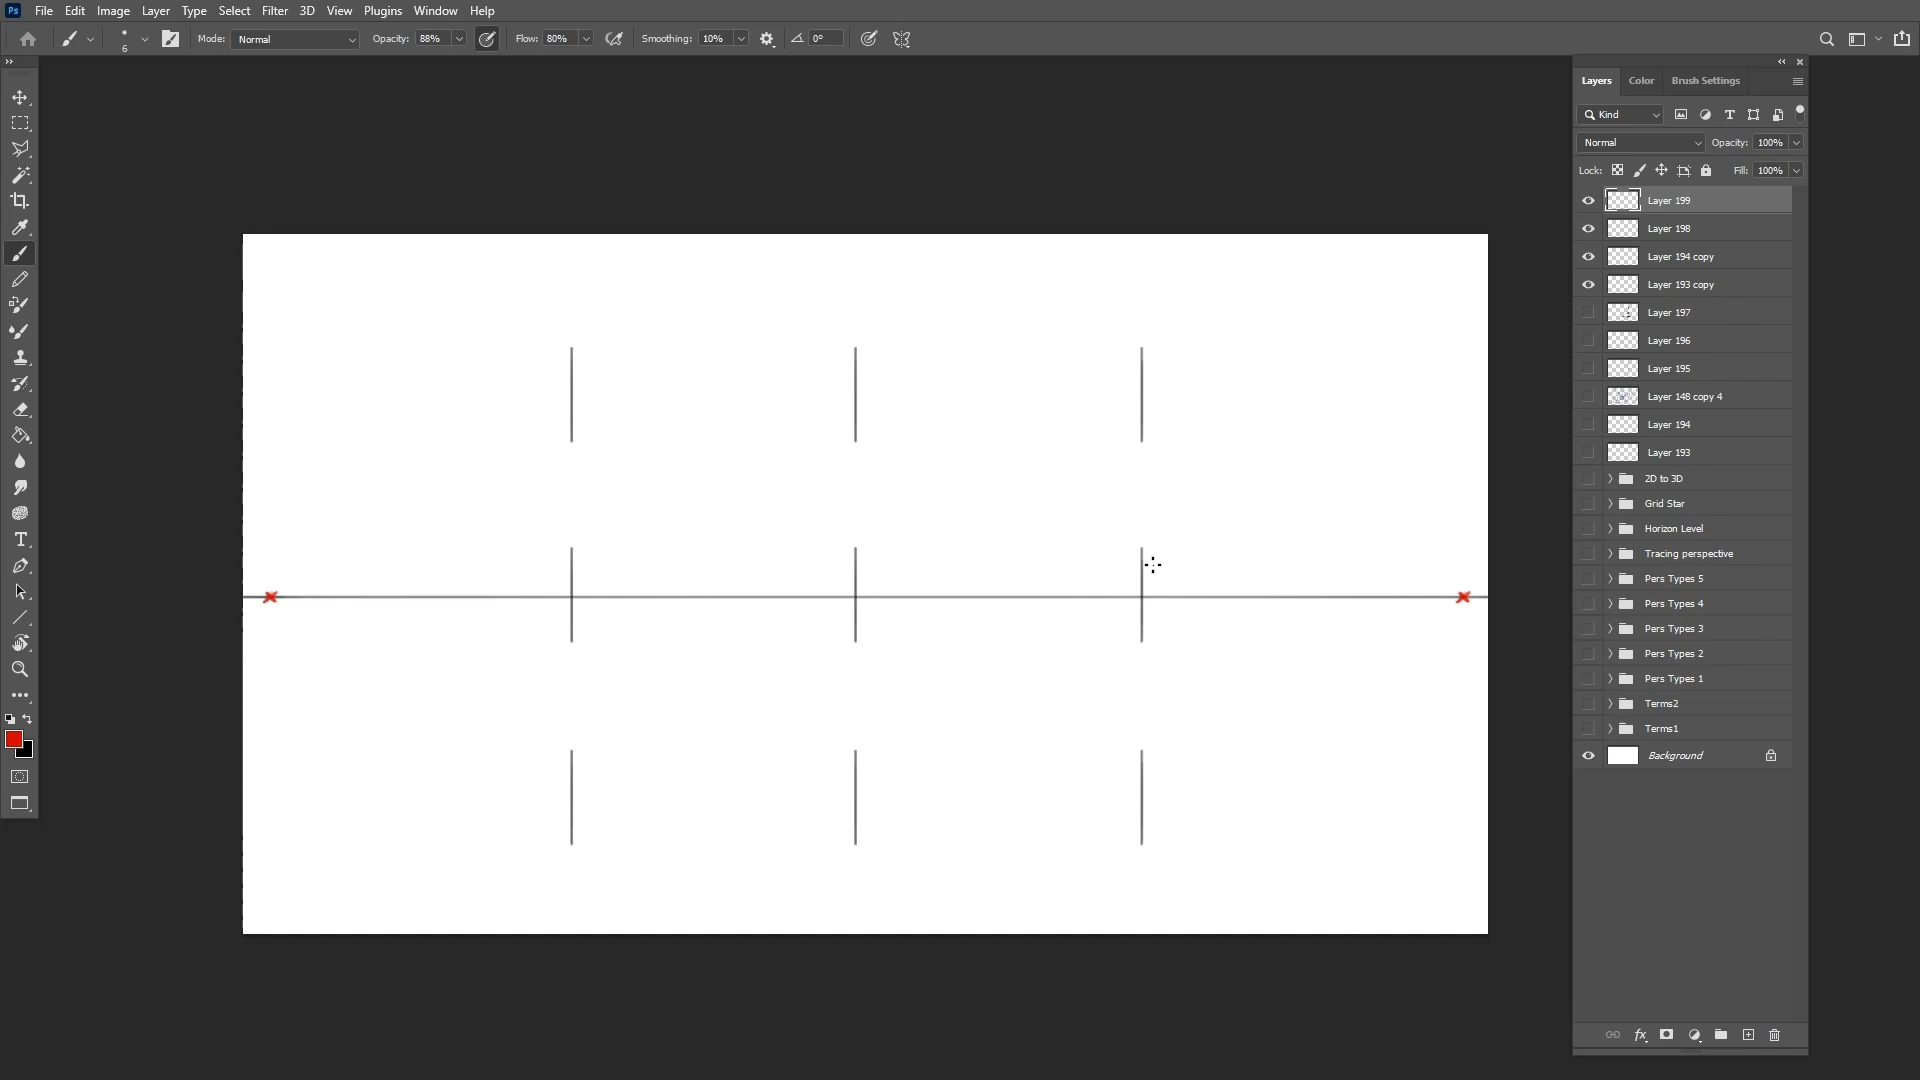 Ps File Edit Image Layer Type Select Filter 3D View Plugins Window Help
6 Mode: Normal Opacity: 88% Flow: 80% Smoothing: 10% 0°
Layers Color Brush Settings
Kind
Normal Opacity: 100%
Lock: Fill: 100%
Layer 199
Layer 198
Layer 194 copy
Layer 193 copy
Layer 197
Layer 196
Layer 195
Layer 148 copy 4
Layer 194
Layer 193
2D to 3D
Grid Star
Horizon Level
Tracing perspective
Pers Types 5
Pers Types 4
Pers Types 3
Pers Types 2
Pers Types 1
Terms2
Terms1
Background
fx